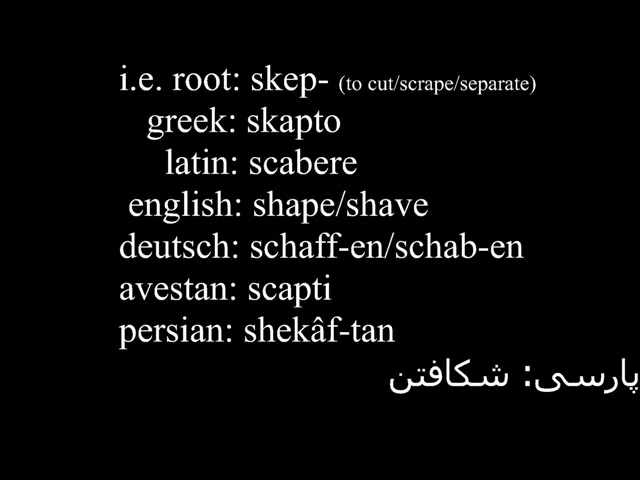 i.e. root: skep- (to cut/scrape/separate)
greek: skapto
latin: scabere
english: shape/shave
deutsch: schaff-en/schab-en
avestan: scapti
persian: shekâf-tan
پارسی: شکافتن